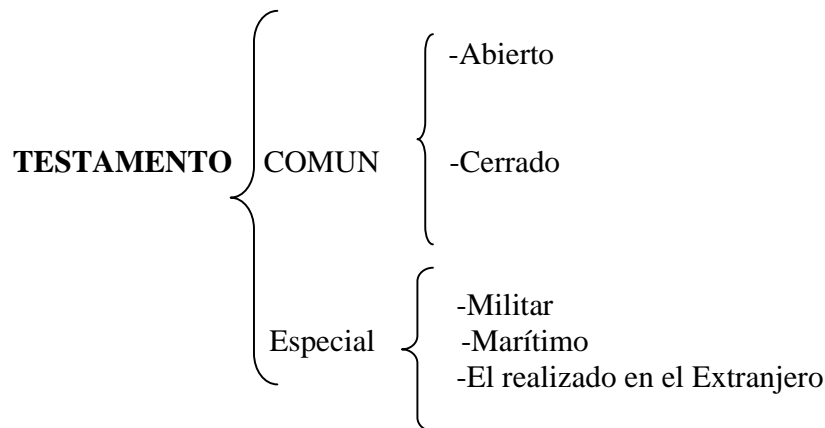 -Abierto
TESTAMENTO COMUN -Cerrado
-Militar
Especial -Marítimo
-El realizado en el Extranjero